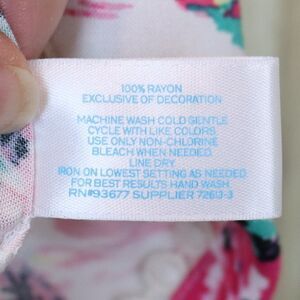 100% RAYON
EXCLUSIVE OF DECORATION
MACHINE WASH COLD GENTLE
CYCLE WITH LIKE COLORS
USE ONLY NON-CHLORINE
BLEACH WHEN NEEDED
LINE DRY
IRON ON LOWEST SETTING AS NEEDED
FOR BEST RESULTS HAND WASH
RN#93677 SUPPLIER 72613-3